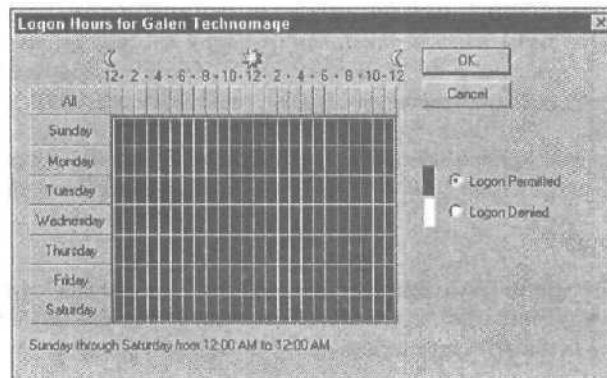 Logon Hours for Galen Technomage
12 · 2 · 4 · 6 · 8 · 10 · 12 · 2 · 4 · 6 · 8 · 10 · 12
All
Sunday
Monday
Tuesday
Wednesday
Thursday
Friday
Saturday
Sunday through Saturday from 12:00 AM to 12:00 AM
OK
Cancel
Logon Permitted
Logon Denied